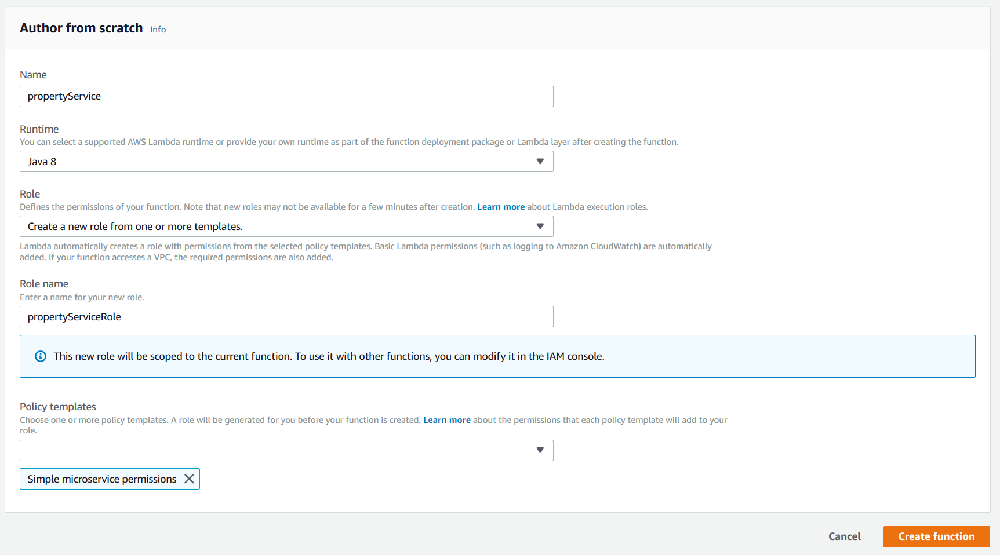 Author from scratch Info
Name
propertyService
Runtime
You can select a supported AWS Lambda runtime or provide your own runtime as part of the function deployment package or Lambda layer after creating the function.
Java 8
Role
Defines the permissions of your function. Note that new roles may not be available for a few minutes after creation. Learn more about Lambda execution roles.
Create a new role from one or more templates.
Lambda automatically creates a role with permissions from the selected policy templates. Basic Lambda permissions (such as logging to Amazon CloudWatch) are automatically
added. If your function accesses a VPC, the required permissions are also added.
Role name
Enter a name for your new role.
propertyServiceRole
This new role will be scoped to the current function. To use it with other functions, you can modify it in the IAM console.
Policy templates
Choose one or more policy templates. A role will be generated for you before your function is created. Learn more about the permissions that each policy template will add to your
role.
Simple microservice permissions
Cancel Create function